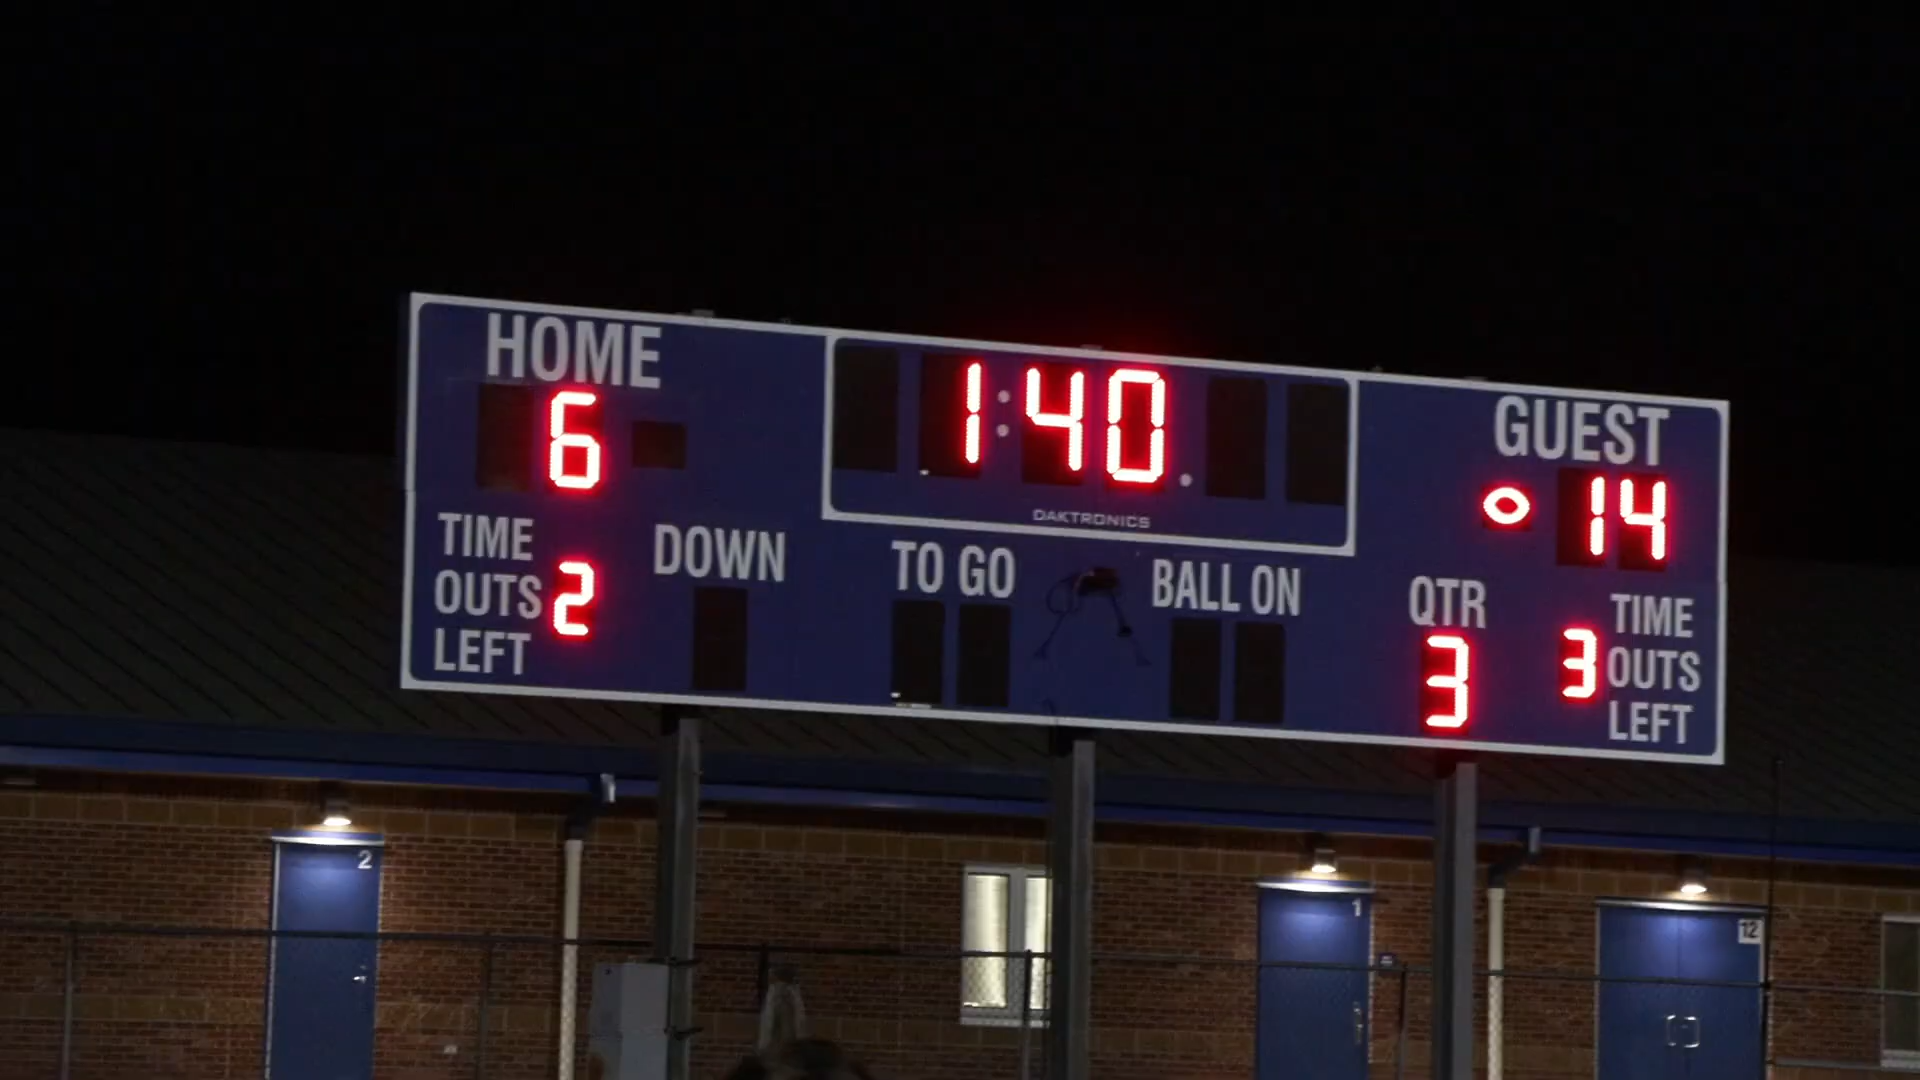 HOME
6
1:40
DAKTRONICS
GUEST
14
TIME
OUTS
LEFT
2
DOWN
TO GO
BALL ON
QTR
3
3
TIME
OUTS
LEFT
2
1
12